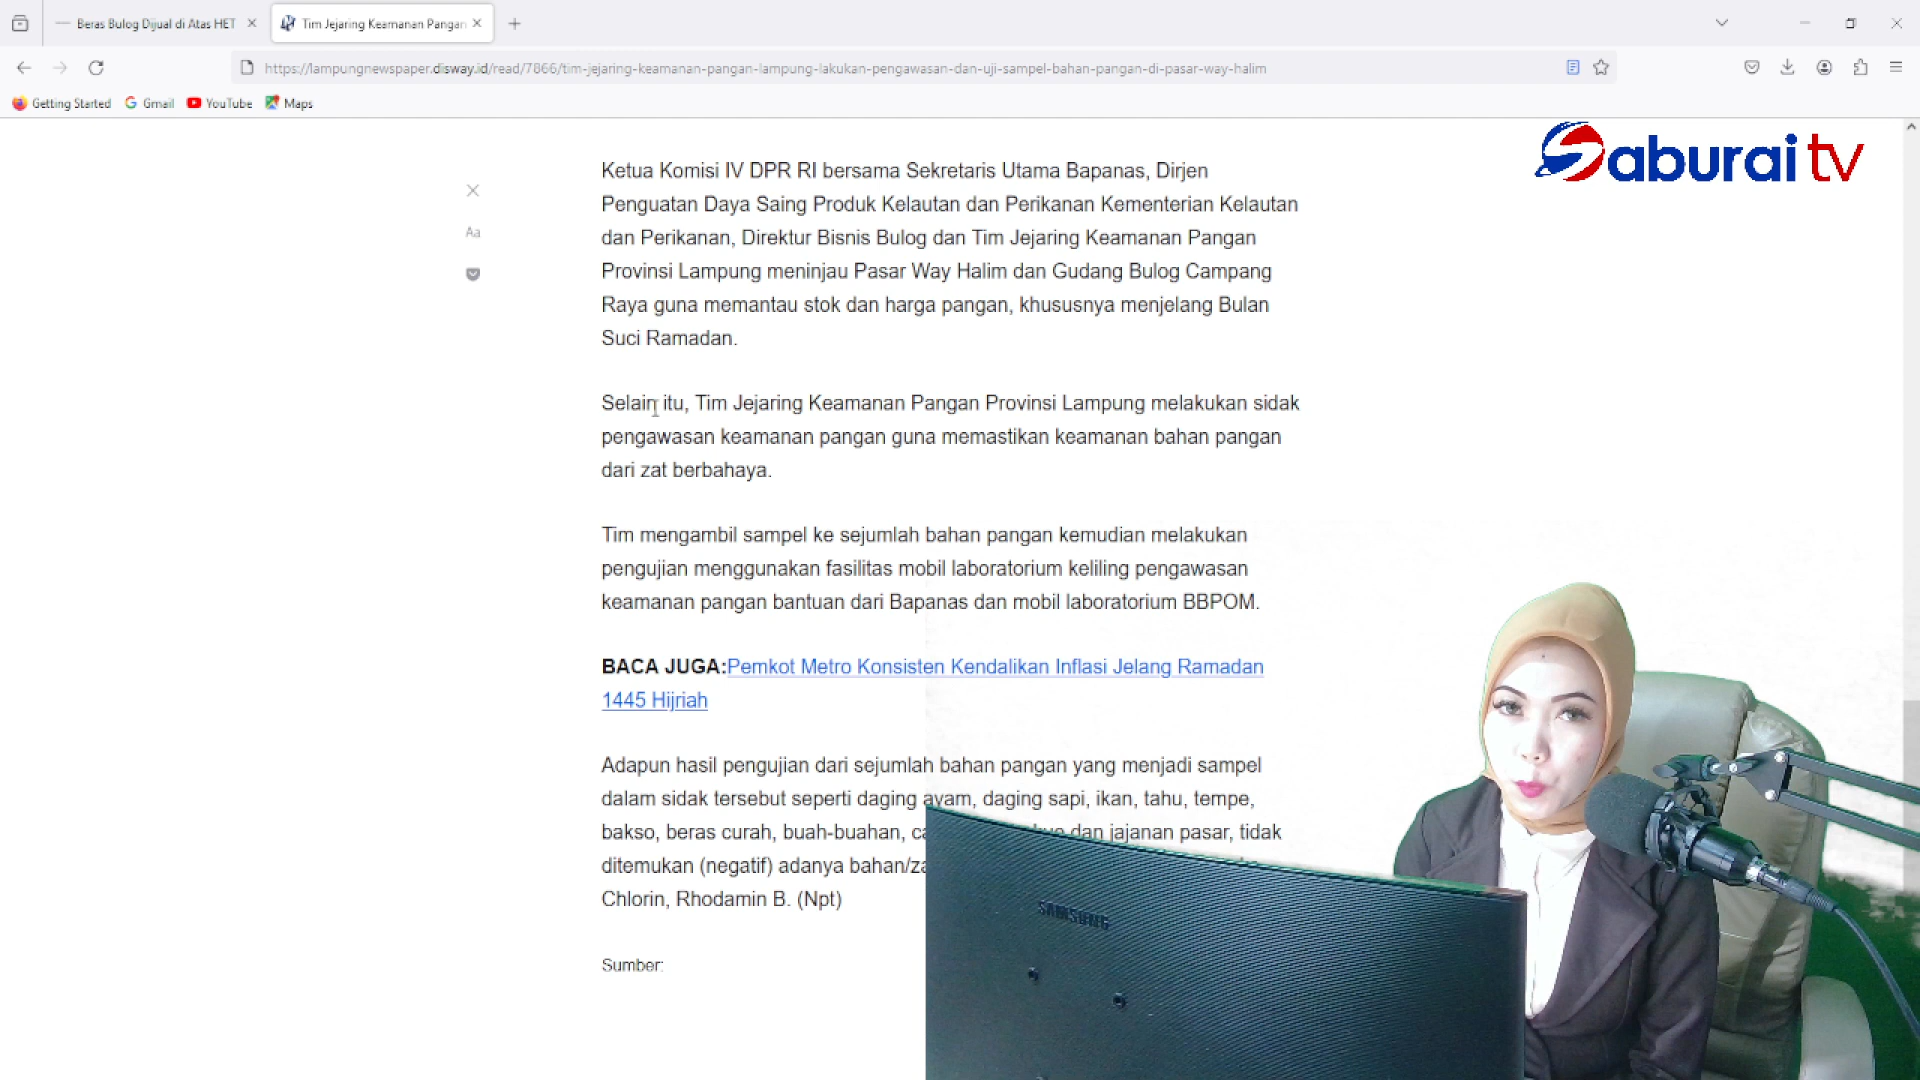 Beras Bulog Dijual di Atas HET
Tim Jejaring Keamanan Pangan
https://lampungnewspaper.disway.id/read/7866/tim-jejaring-keamanan-pangan-lampung-lakukan-pengawasan-dan-uji-sampel-bahan-pangan-di-pasar-way-halim
Getting Started
Gmail
YouTube
Maps
Saburai tv
Aa
Ketua Komisi IV DPR RI bersama Sekretaris Utama Bapanas, Dirjen
Penguatan Daya Saing Produk Kelautan dan Perikanan Kementerian Kelautan
dan Perikanan, Direktur Bisnis Bulog dan Tim Jejaring Keamanan Pangan
Provinsi Lampung meninjau Pasar Way Halim dan Gudang Bulog Campang
Raya guna memantau stok dan harga pangan, khususnya menjelang Bulan
Suci Ramadan.
Selain itu, Tim Jejaring Keamanan Pangan Provinsi Lampung melakukan sidak
pengawasan keamanan pangan guna memastikan keamanan bahan pangan
dari zat berbahaya.
Tim mengambil sampel ke sejumlah bahan pangan kemudian melakukan
pengujian menggunakan fasilitas mobil laboratorium keliling pengawasan
keamanan pangan bantuan dari Bapanas dan mobil laboratorium BBPOM.
BACA JUGA:Pemkot Metro Konsisten Kendalikan Inflasi Jelang Ramadan
1445 Hijriah
Adapun hasil pengujian dari sejumlah bahan pangan yang menjadi sampel
dalam sidak tersebut seperti daging ayam, daging sapi, ikan, tahu, tempe,
bakso, beras curah, buah-buahan, dan jajanan pasar, tidak
ditemukan (negatif) adanya
Chlorin, Rhodamin B. (Npt)
Sumber:
SAMSUNG